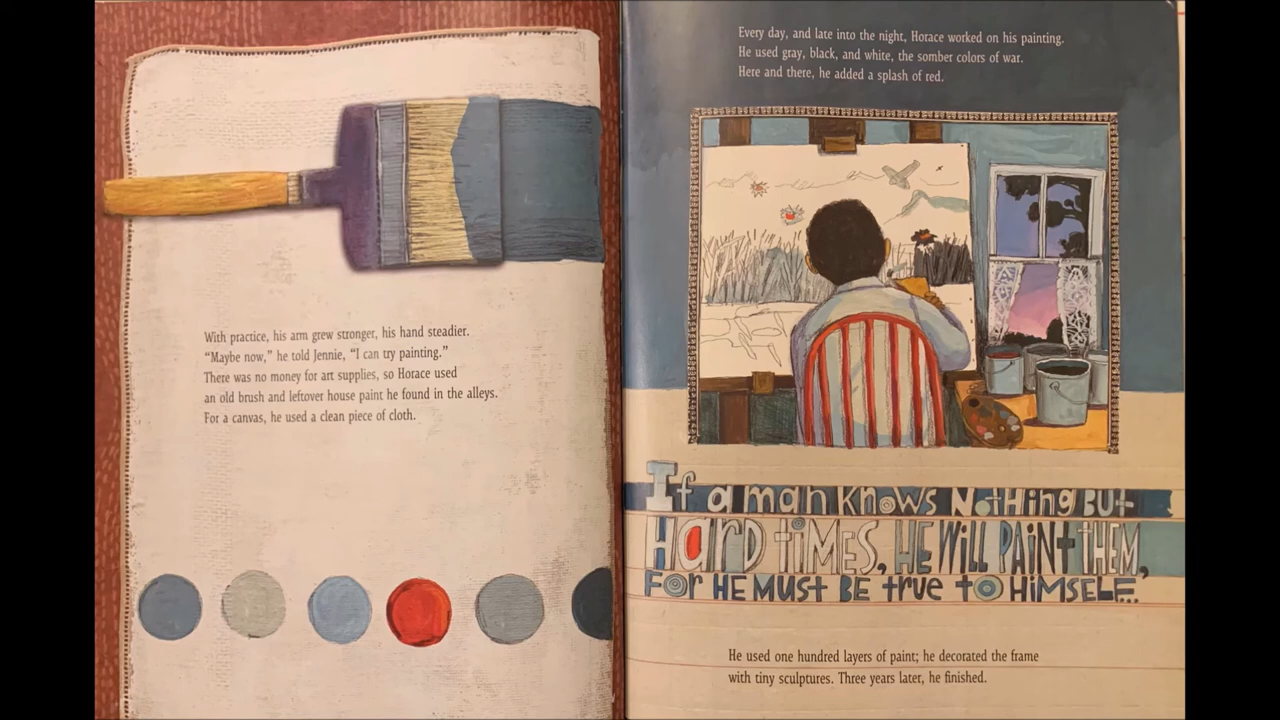 With practice, his arm grew stronger, his hand steadier.
“Maybe now,” he told Jennie, “I can try painting.”
There was no money for art supplies, so Horace used
an old brush and leftover house paint he found in the alleys.
For a canvas, he used a clean piece of cloth.
Every day, and late into the night, Horace worked on his painting.
He used gray, black, and white, the somber colors of war.
Here and there, he added a splash of red.
If a man knows NotHing BUt
HarD tiMES, HE Will PAiNt tHEM,
For HE MUSt BE true to HiMSELF...
He used one hundred layers of paint; he decorated the frame
with tiny sculptures. Three years later, he finished.